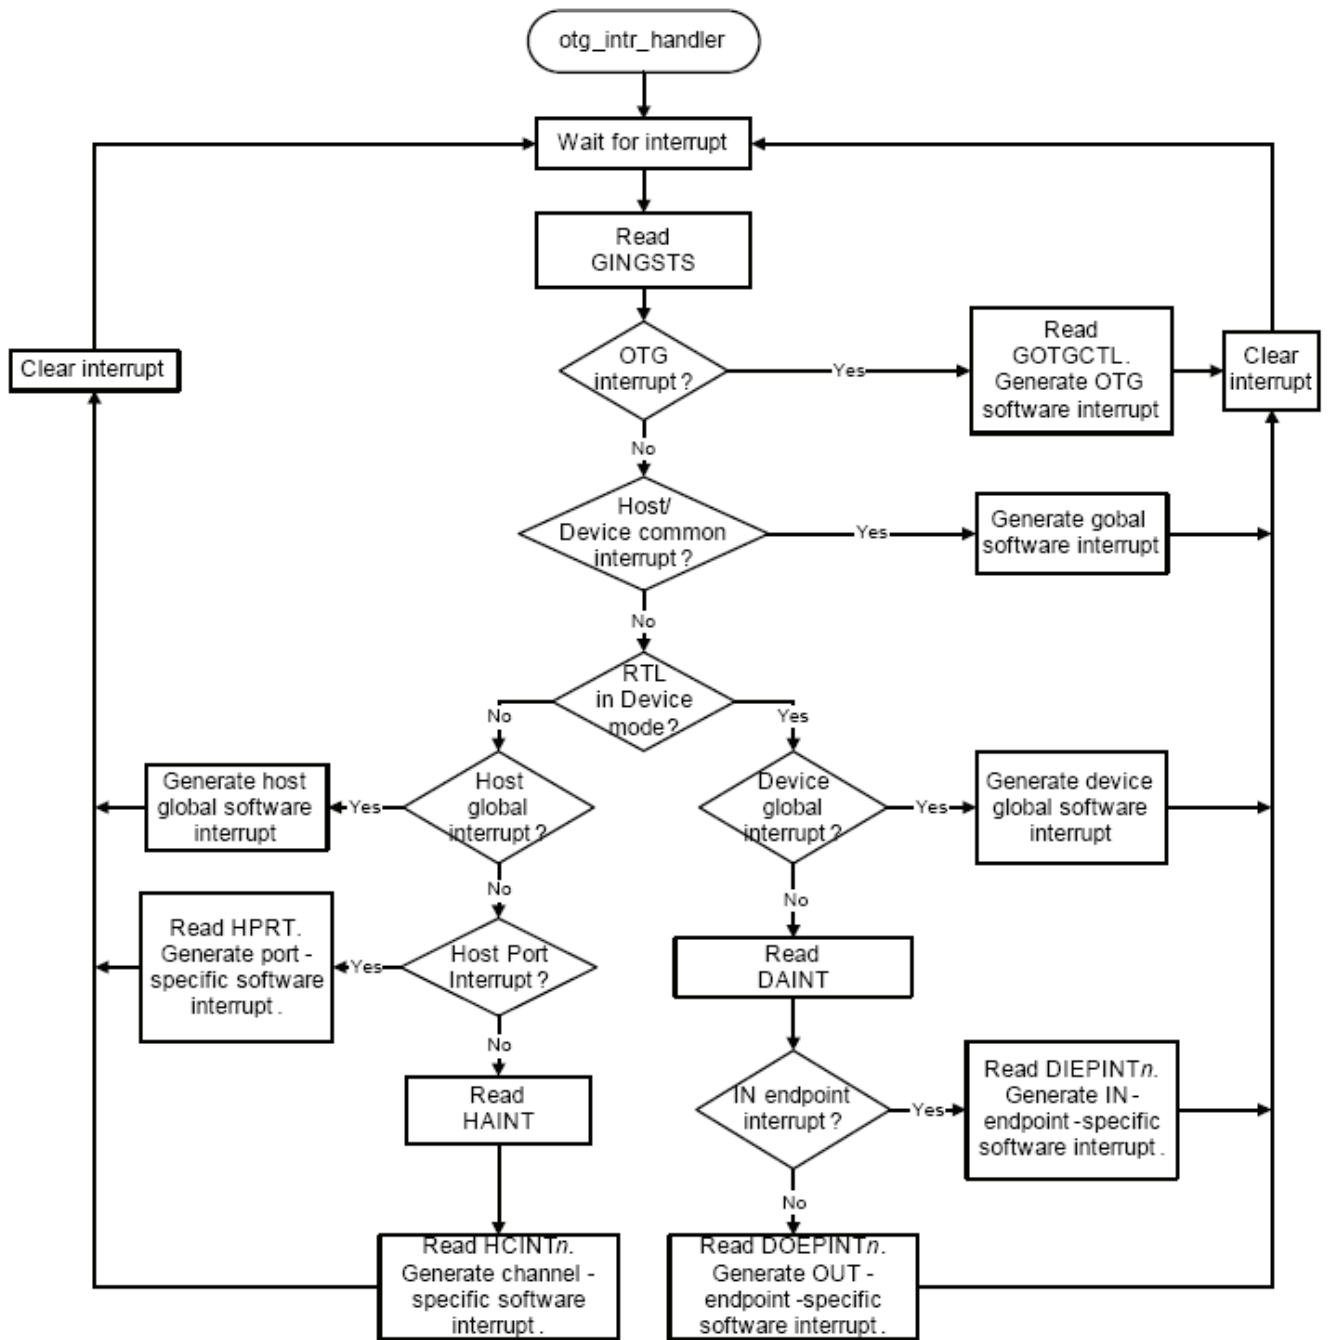 otg_intr_handler
Wait for interrupt
Read
GINGSTS
Clear interrupt
OTG
interrupt?
Yes
Read
GOTGCTL.
Generate OTG
software interrupt
Clear
interrupt
No
Host/
Device common
interrupt?
Yes
Generate gobal
software interrupt
No
RTL
in Device
mode?
No
Yes
Generate host
global software
interrupt
Yes
Host
global
interrupt?
Device
global
interrupt?
Yes
Generate device
global software
interrupt
No
No
Read HPRT.
Generate port -
specific software
interrupt.
Yes
Host Port
Interrupt?
Read
DAINT
No
Read
HAINT
IN endpoint
interrupt?
Yes
Read DIEPINTn.
Generate IN -
endpoint -specific
software interrupt.
No
Read HCINTn.
Generate channel -
specific software
interrupt.
Read DOEPINTn.
Generate OUT -
endpoint -specific
software interrupt.